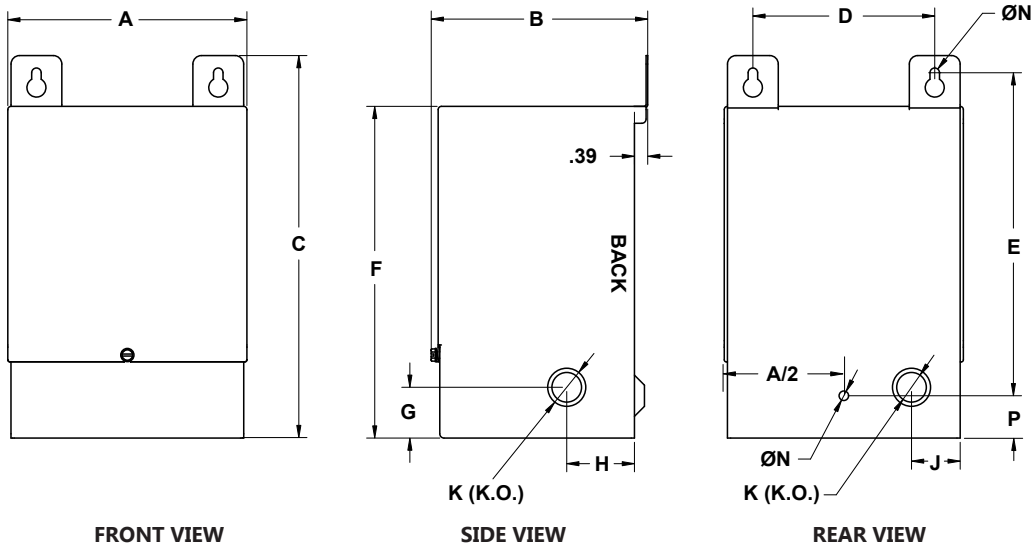 A
C
FRONT VIEW
B
.39
BACK
F
G
H
K (K.O.)
SIDE VIEW
D
ØN
E
A/2
P
ØN
J
K (K.O.)
REAR VIEW